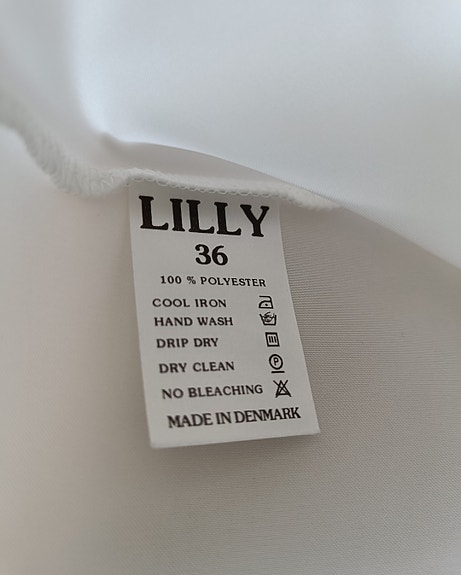 LILLY
36
100 % POLYESTER
COOL IRON
HAND WASH
DRIP DRY
DRY CLEAN P
NO BLEACHING
MADE IN DENMARK